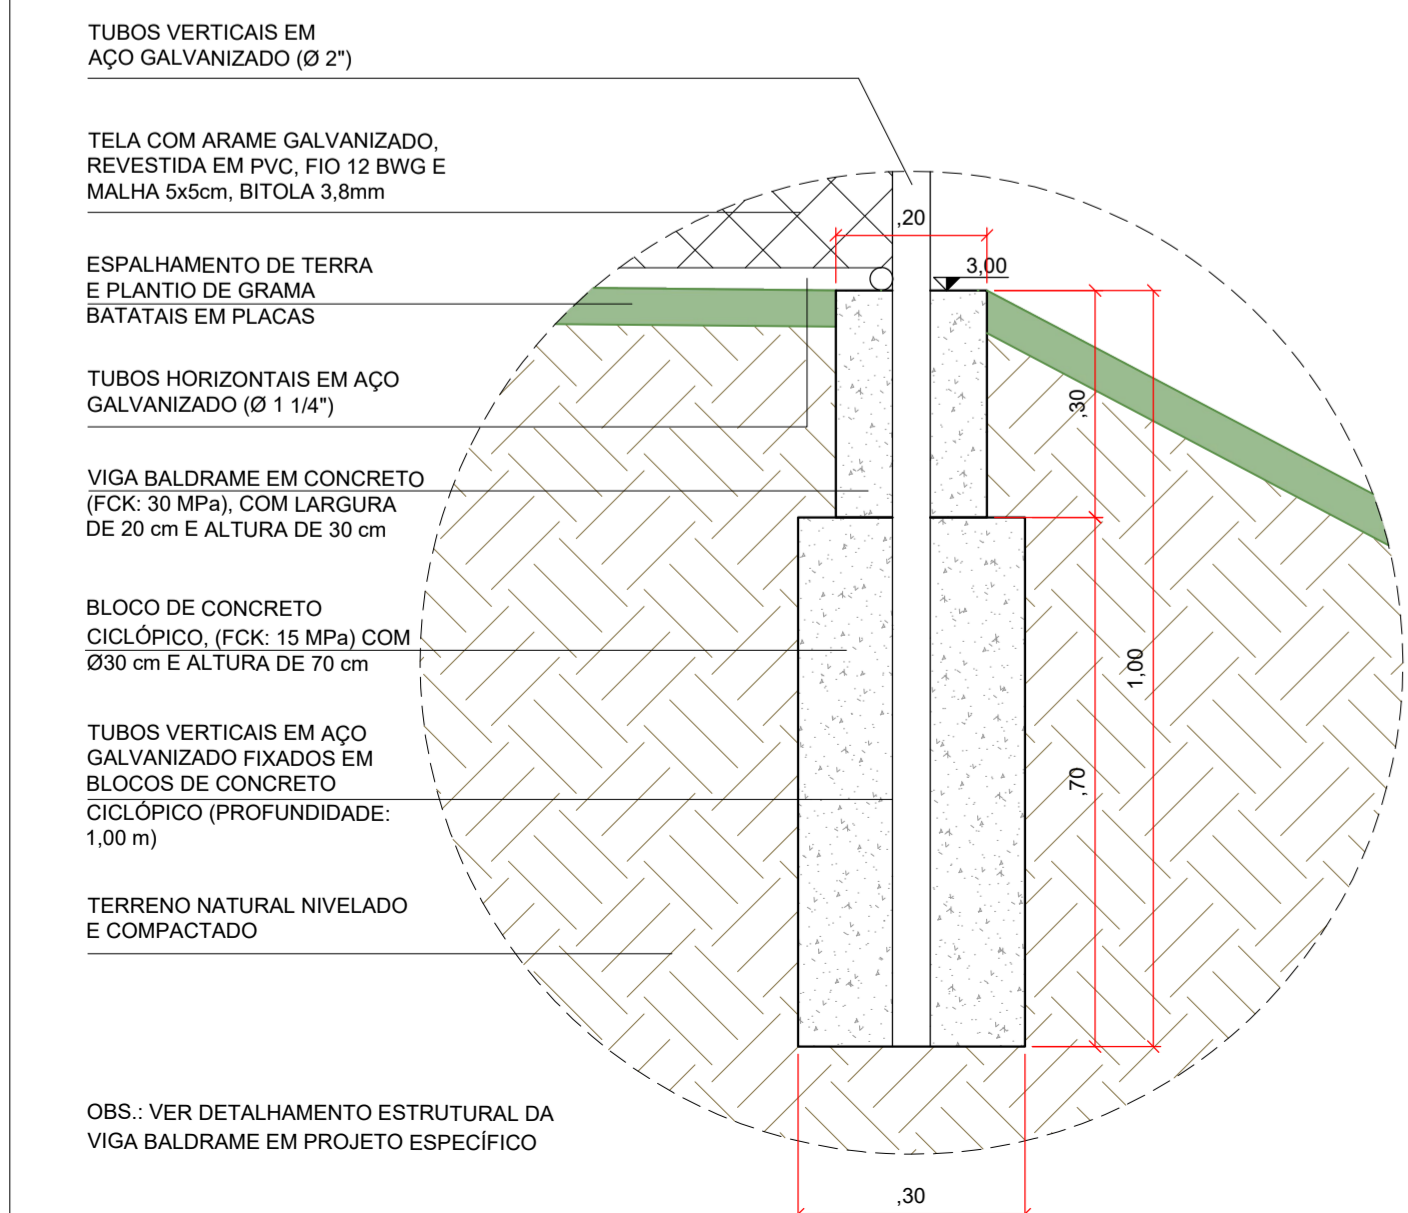 TUBOS VERTICAIS EM
AÇO GALVANIZADO (Ø 2")
TELA COM ARAME GALVANIZADO,
REVESTIDA EM PVC, FIO 12 BWG E
MALHA 5x5cm, BITOLA 3,8mm
ESPALHAMENTO DE TERRA
E PLANTIO DE GRAMA
BATATAIS EM PLACAS
TUBOS HORIZONTAIS EM AÇO
GALVANIZADO (Ø 1 1/4")
VIGA BALDRAME EM CONCRETO
(FCK: 30 MPa), COM LARGURA
DE 20 cm E ALTURA DE 30 cm
BLOCO DE CONCRETO
CICLÓPICO, (FCK: 15 MPa) COM
Ø30 cm E ALTURA DE 70 cm
TUBOS VERTICAIS EM AÇO
GALVANIZADO FIXADOS EM
BLOCOS DE CONCRETO
CICLÓPICO (PROFUNDIDADE:
1,00 m)
TERRENO NATURAL NIVELADO
E COMPACTADO
OBS.: VER DETALHAMENTO ESTRUTURAL DA
VIGA BALDRAME EM PROJETO ESPECÍFICO
,20
3,00
,30
1,00
,70
,30